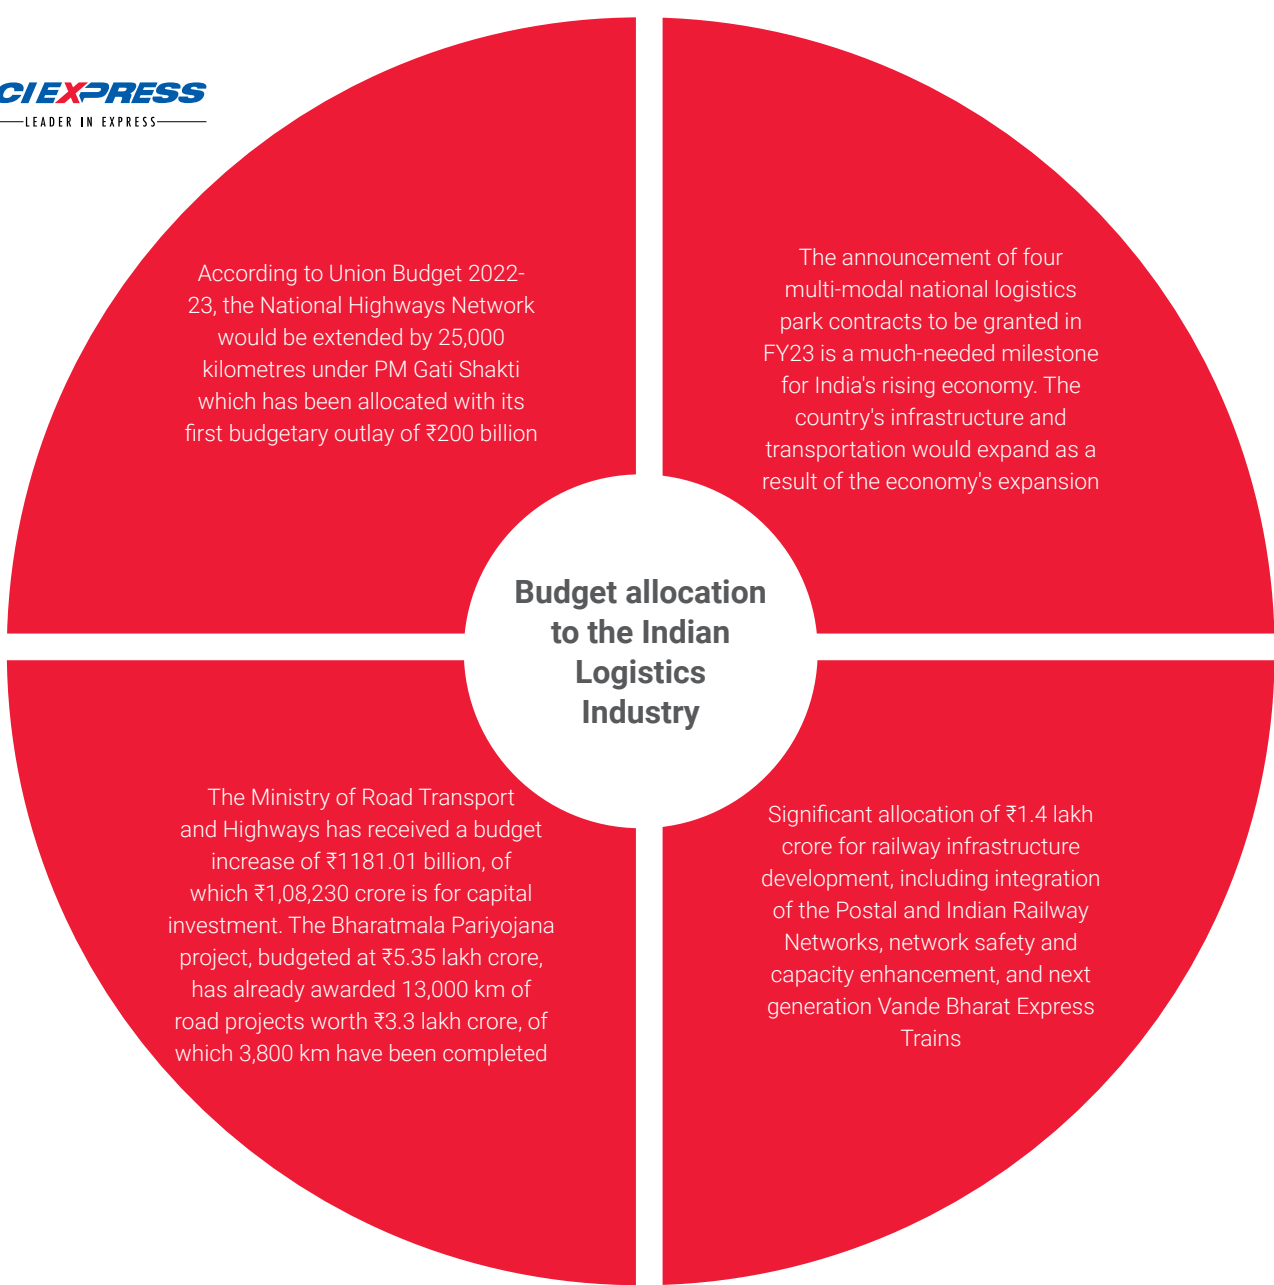 CIEXPRESS
LEADER IN EXPRESS
According to Union Budget 2022-
23, the National Highways Network
would be extended by 25,000
kilometres under PM Gati Shakti
which has been allocated with its
first budgetary outlay of ₹200 billion
The announcement of four
multi-modal national logistics
park contracts to be granted in
FY23 is a much-needed milestone
for India's rising economy. The
country's infrastructure and
transportation would expand as a
result of the economy's expansion
Budget allocation
to the Indian
Logistics
Industry
The Ministry of Road Transport
and Highways has received a budget
increase of ₹1181.01 billion, of
which ₹1,08,230 crore is for capital
investment. The Bharatmala Pariyojana
project, budgeted at ₹5.35 lakh crore,
has already awarded 13,000 km of
road projects worth ₹3.3 lakh crore, of
which 3,800 km have been completed
Significant allocation of ₹1.4 lakh
crore for railway infrastructure
development, including integration
of the Postal and Indian Railway
Networks, network safety and
capacity enhancement, and next
generation Vande Bharat Express
Trains